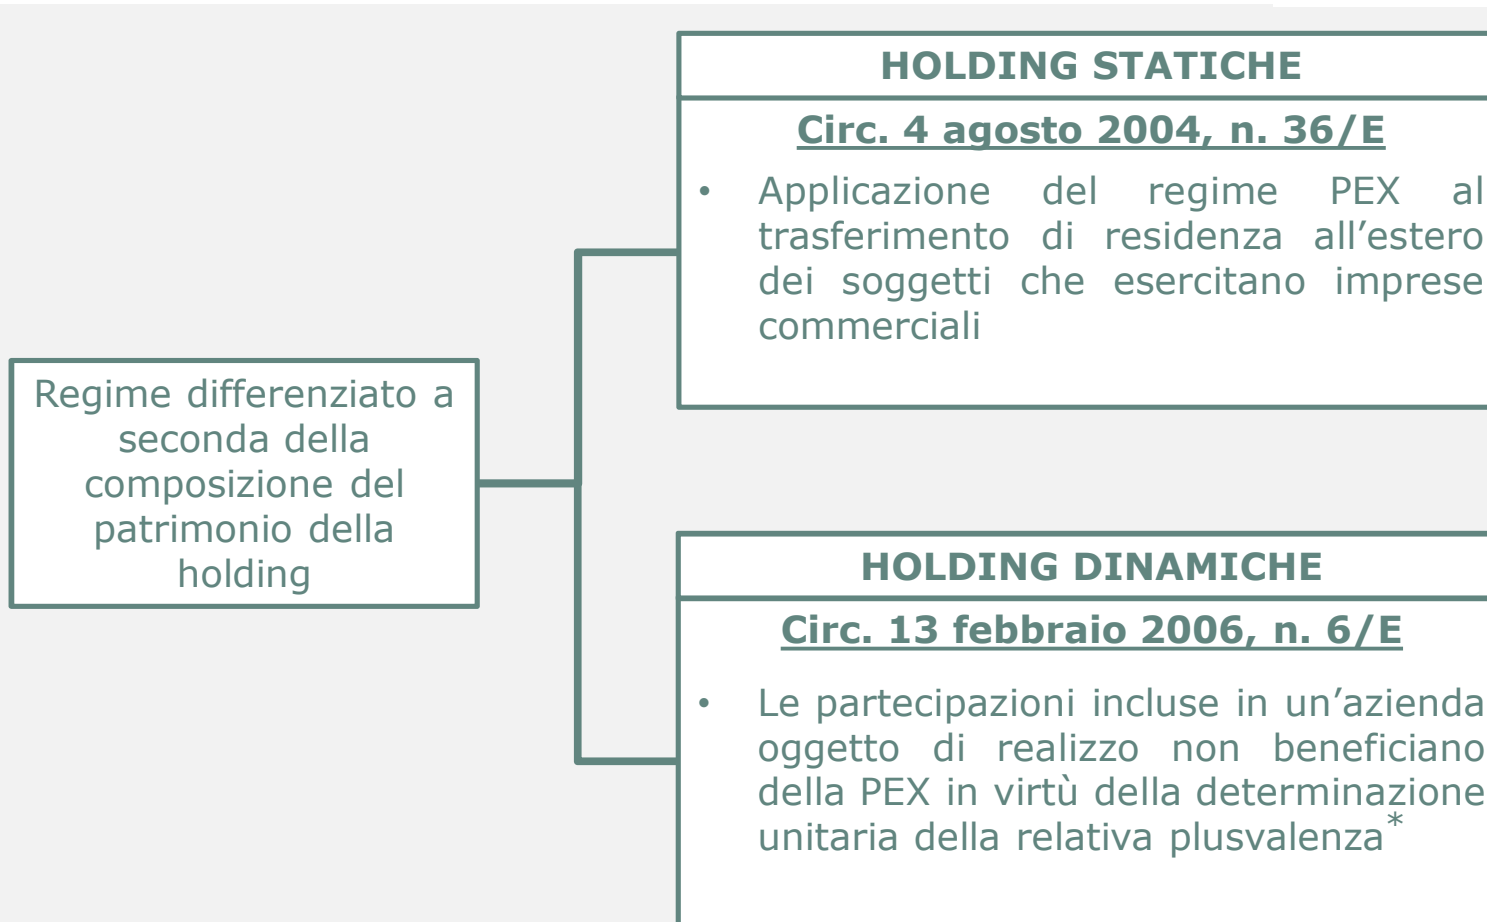 Regime differenziato a
seconda della
composizione del
patrimonio della
holding
HOLDING STATICHE
Circ. 4 agosto 2004, n. 36/E
• Applicazione del regime PEX al
trasferimento di residenza all’estero
dei soggetti che esercitano imprese
commerciali
HOLDING DINAMICHE
Circ. 13 febbraio 2006, n. 6/E
• Le partecipazioni incluse in un’azienda
oggetto di realizzo non beneficiano
della PEX in virtù della determinazione
unitaria della relativa plusvalenza*